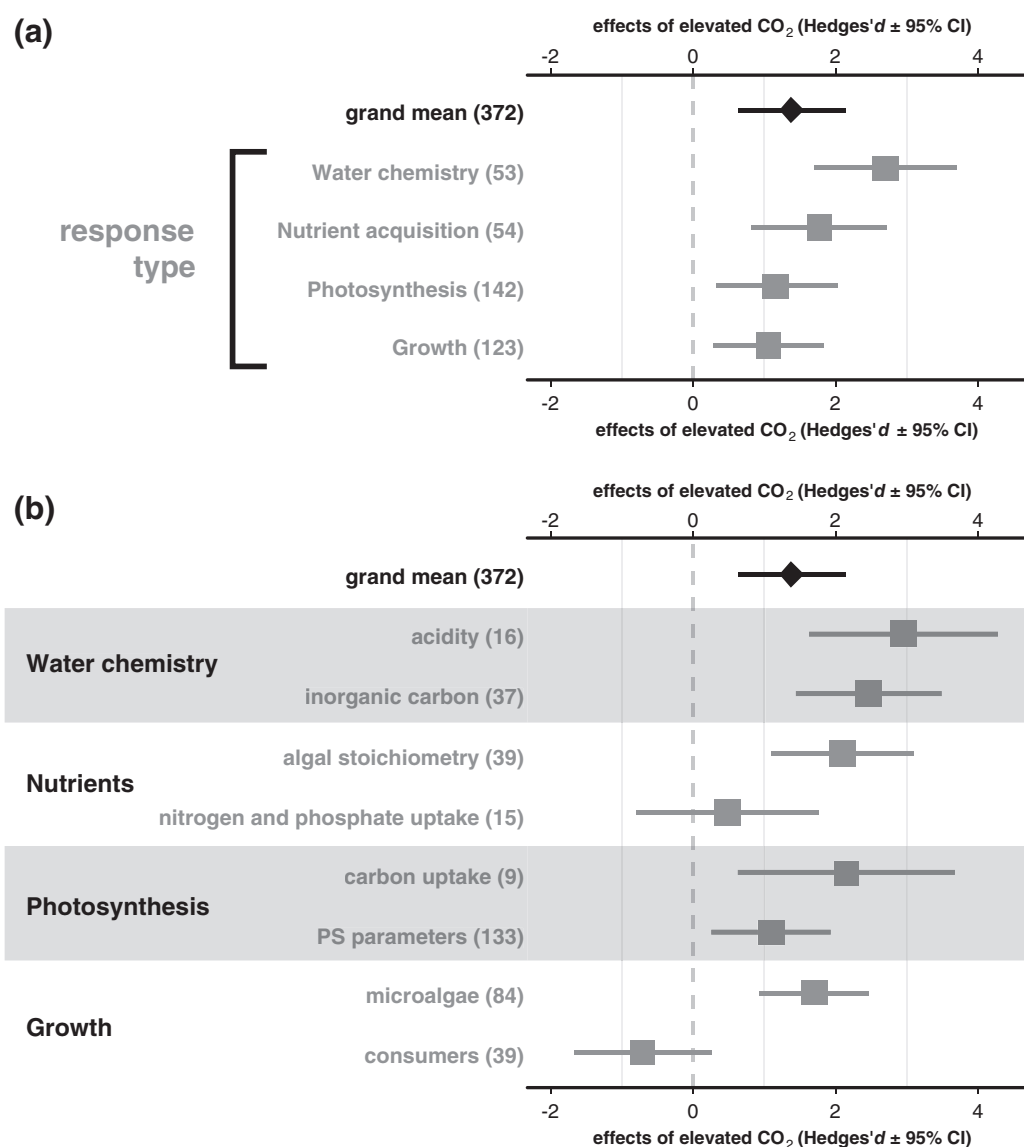 (a)
effects of elevated CO₂ (Hedges'd ± 95% CI)
-2 0 2 4
grand mean (372)
Water chemistry (53)
response
type
Nutrient acquisition (54)
Photosynthesis (142)
Growth (123)
-2 0 2 4
effects of elevated CO₂ (Hedges'd ± 95% CI)
(b)
effects of elevated CO₂ (Hedges'd ± 95% CI)
-2 0 2 4
grand mean (372)
Water chemistry
acidity (16)
inorganic carbon (37)
Nutrients
algal stoichiometry (39)
nitrogen and phosphate uptake (15)
Photosynthesis
carbon uptake (9)
PS parameters (133)
Growth
microalgae (84)
consumers (39)
-2 0 2 4
effects of elevated CO₂ (Hedges'd ± 95% CI)